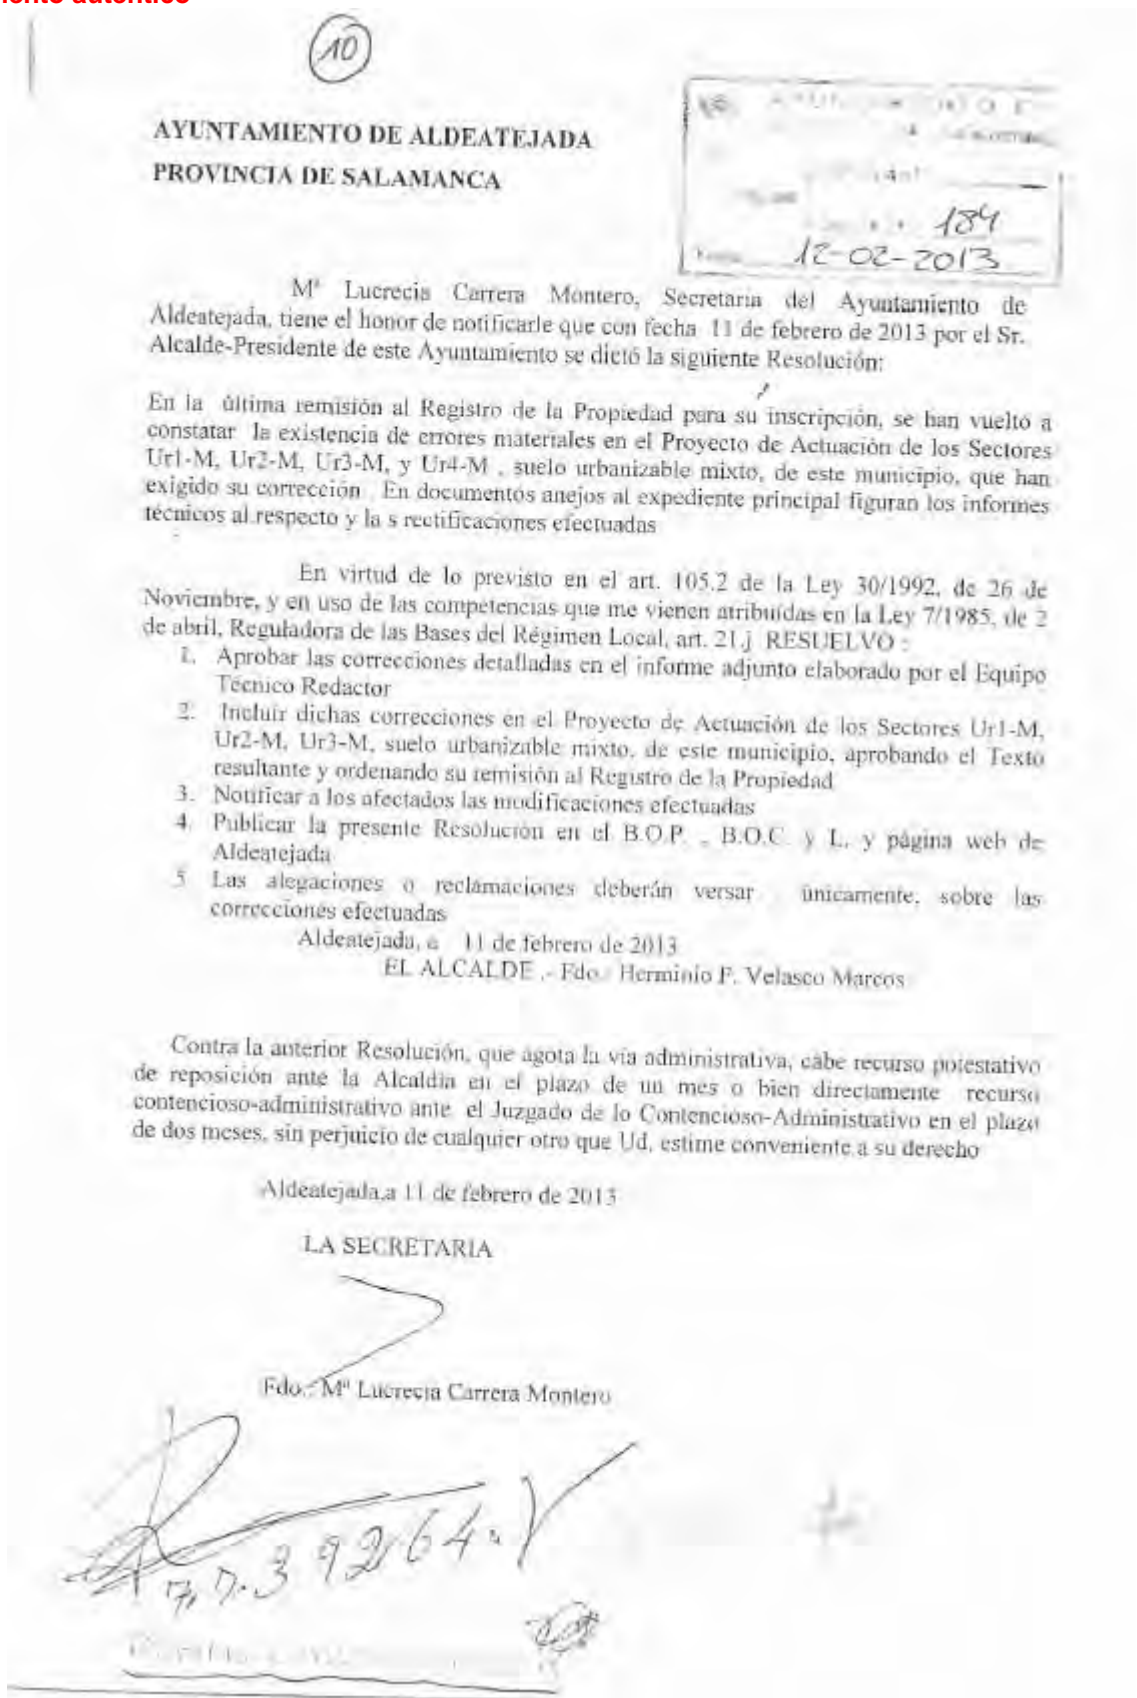 10
AYUNTAMIENTO DE ALDEATEJADA
PROVINCIA DE SALAMANCA
184
12-02-2013
Mª Lucrecia Carrera Montero, Secretaria del Ayuntamiento de
Aldeatejada, tiene el honor de notificarle que con fecha 11 de febrero de 2013 por el Sr.
Alcalde-Presidente de este Ayuntamiento se dictó la siguiente Resolución:
En la última remisión al Registro de la Propiedad para su inscripción, se han vuelto a
constatar la existencia de errores materiales en el Proyecto de Actuación de los Sectores
Ur1-M, Ur2-M, Ur3-M, y Ur4-M , suelo urbanizable mixto, de este municipio, que han
exigido su corrección . En documentos anejos al expediente principal figuran los informes
técnicos al respecto y la s rectificaciones efectuadas
En virtud de lo previsto en el art. 105.2 de la Ley 30/1992, de 26 de
Noviembre, y en uso de las competencias que me vienen atribuídas en la Ley 7/1985, de 2
de abril, Reguladora de las Bases del Régimen Local, art. 21.j RESUELVO :
1. Aprobar las correcciones detalladas en el informe adjunto elaborado por el Equipo
Técnico Redactor
2. Incluir dichas correcciones en el Proyecto de Actuación de los Sectores Ur1-M,
Ur2-M, Ur3-M, suelo urbanizable mixto, de este municipio, aprobando el Texto
resultante y ordenando su remisión al Registro de la Propiedad
3. Notificar a los afectados las modificaciones efectuadas
4. Publicar la presente Resolución en el B.O.P. , B.O.C. y L. y página web de
Aldeatejada
5 Las alegaciones o reclamaciones deberán versar únicamente, sobre las
correcciones efectuadas
Aldeatejada, a 11 de febrero de 2013
EL ALCALDE .- Fdo.: Herminio F. Velasco Marcos
Contra la anterior Resolución, que agota la vía administrativa, cabe recurso potestativo
de reposición ante la Alcaldía en el plazo de un mes o bien directamente recurso
contencioso-administrativo ante el Juzgado de lo Contencioso-Administrativo en el plazo
de dos meses, sin perjuicio de cualquier otro que Ud, estime conveniente a su derecho
Aldeatejada,a 11 de febrero de 2013
LA SECRETARIA
Fdo.: Mª Lucrecia Carrera Montero